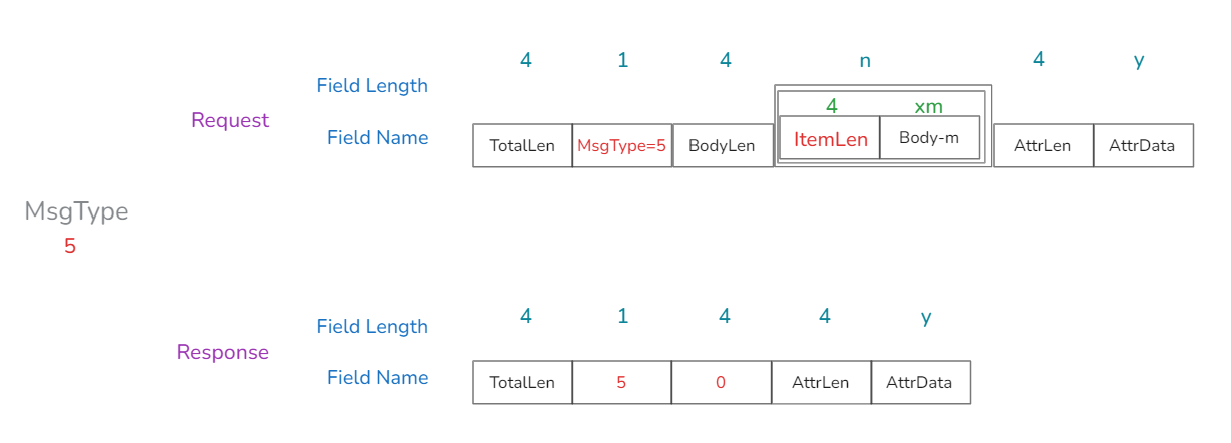 4 1 4 n 4 y
Field Length
4 xm
Request
Field Name
TotalLen MsgType=5 BodyLen ItemLen Body-m AttrLen AttrData
MsgType
5
4 1 4 4 y
Field Length
Response
Field Name
TotalLen 5 0 AttrLen AttrData